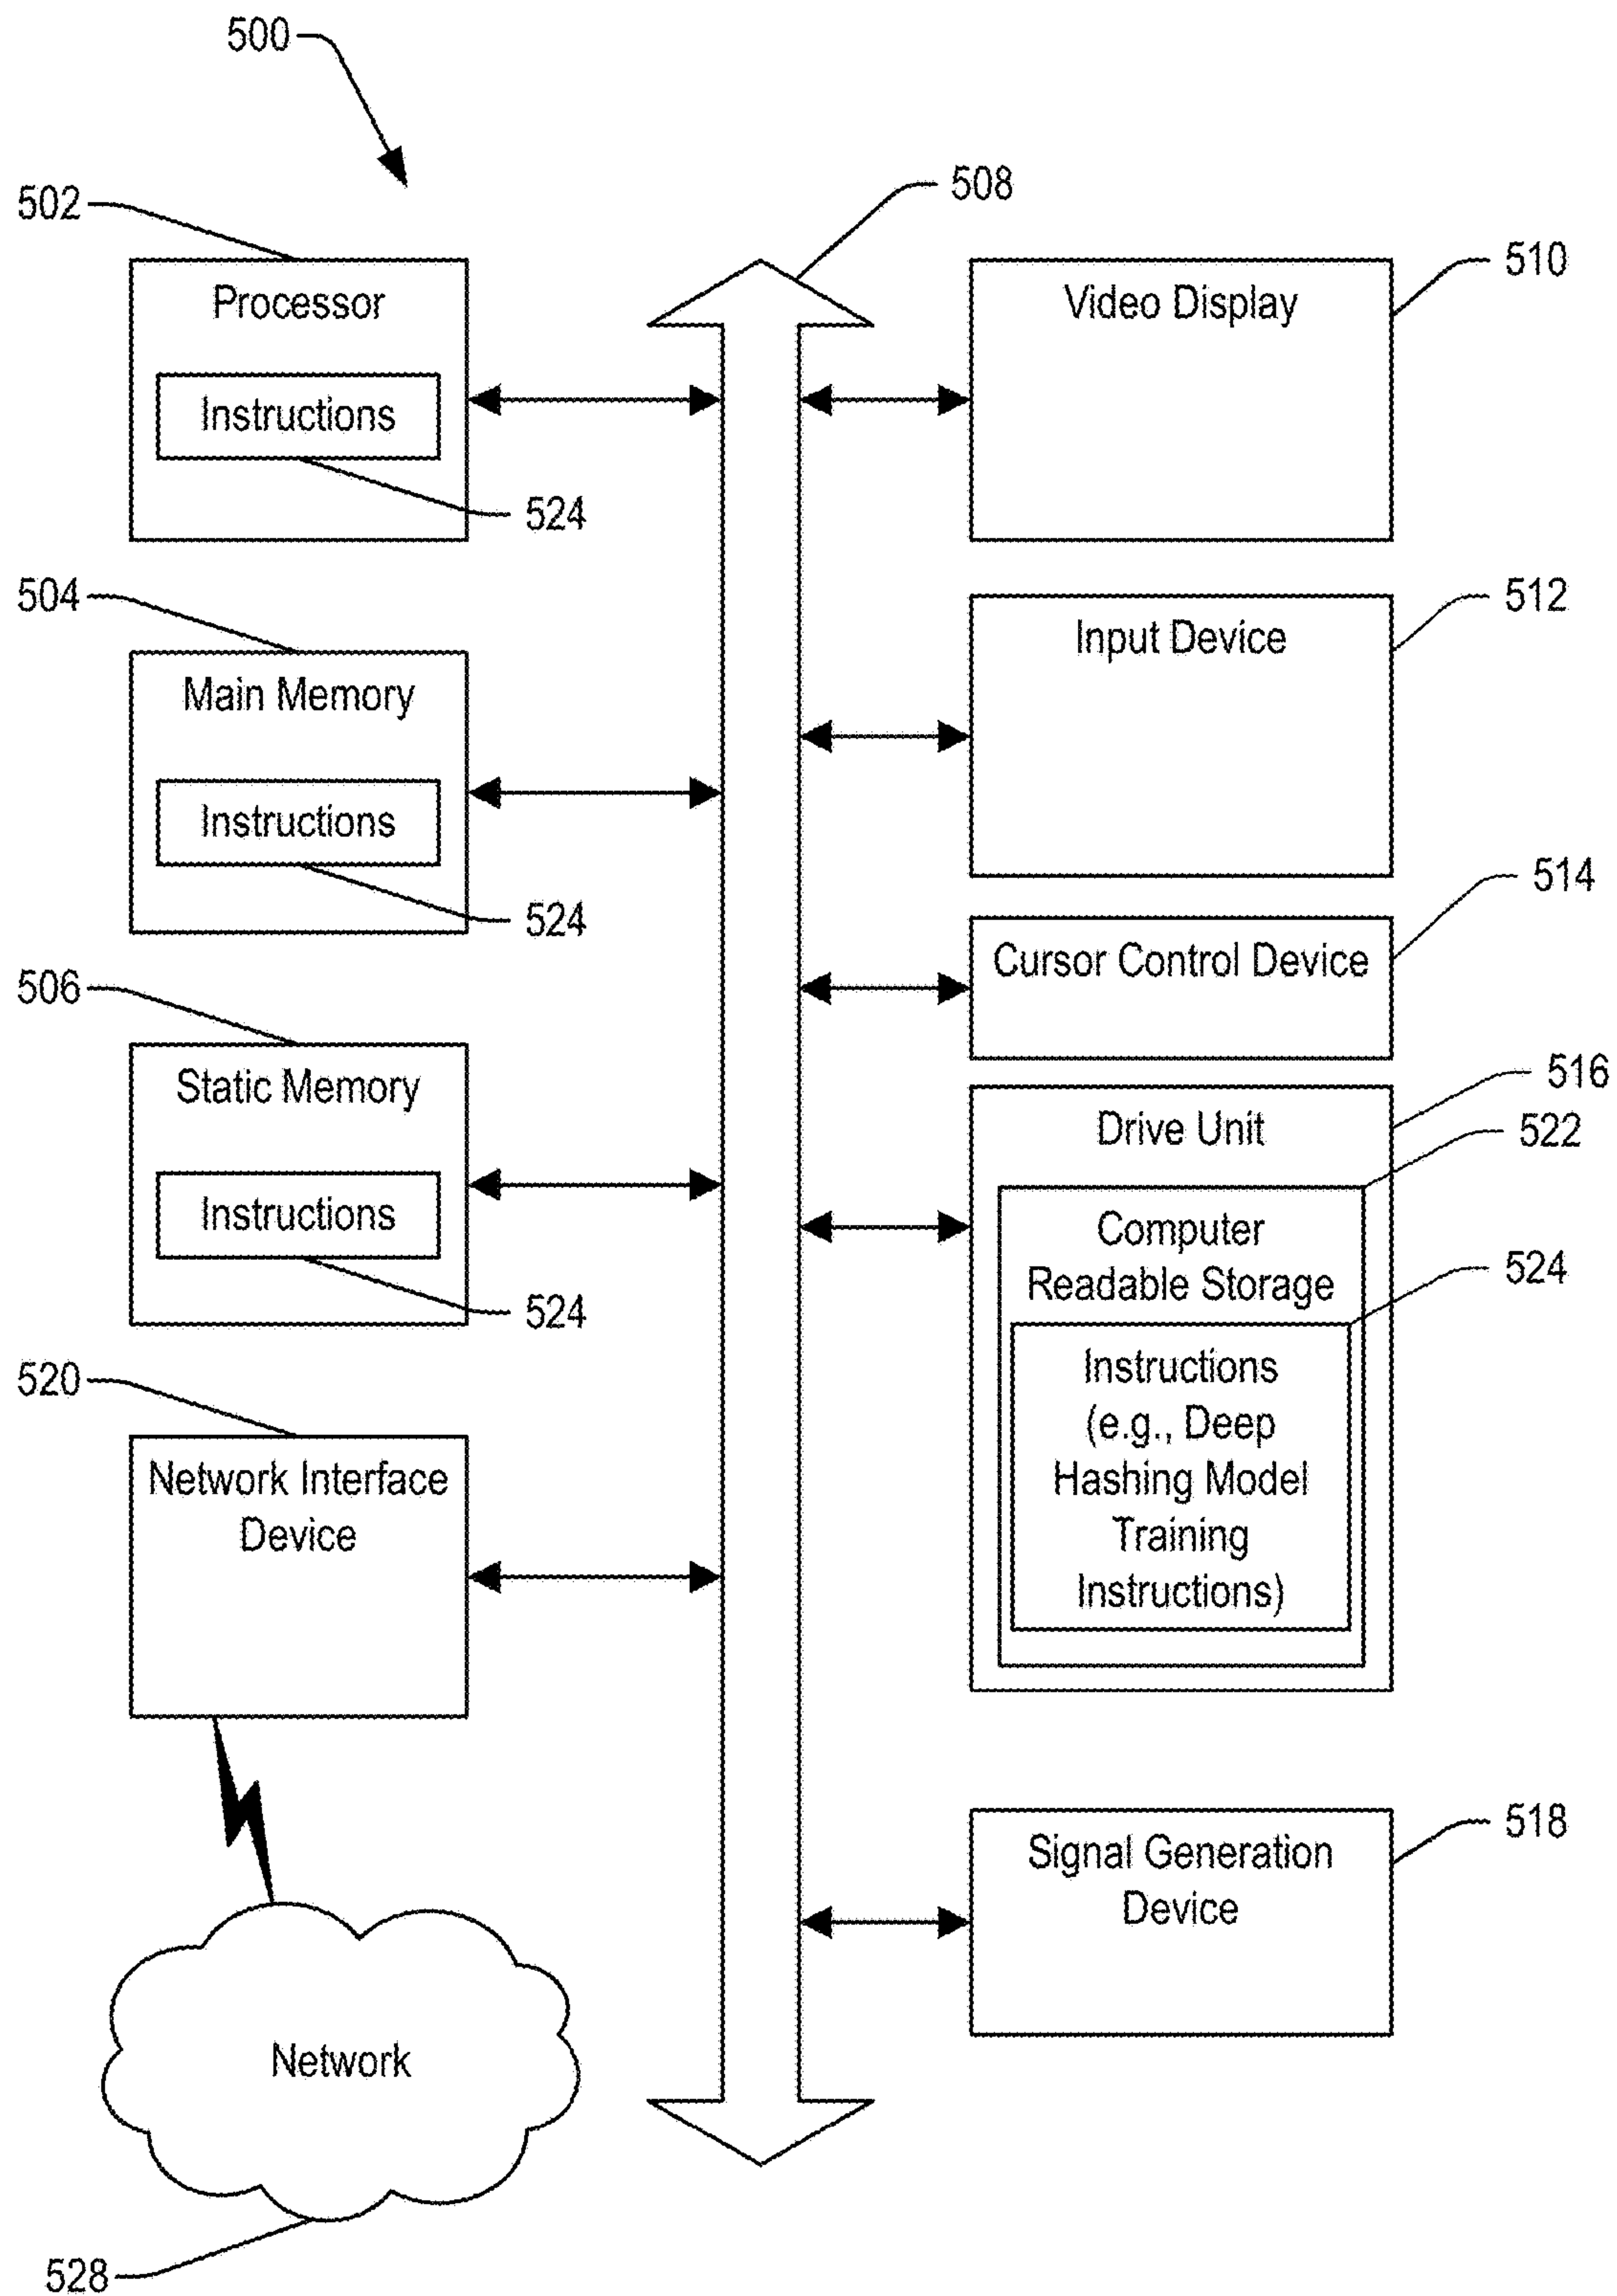 500
508
502
Processor
Instructions
524
510
Video Display
504
Main Memory
Instructions
524
512
Input Device
514
Cursor Control Device
506
Static Memory
Instructions
524
516
Drive Unit
522
Computer
Readable Storage
524
Instructions
(e.g., Deep
Hashing Model
Training
Instructions)
520
Network Interface
Device
518
Signal Generation
Device
Network
528